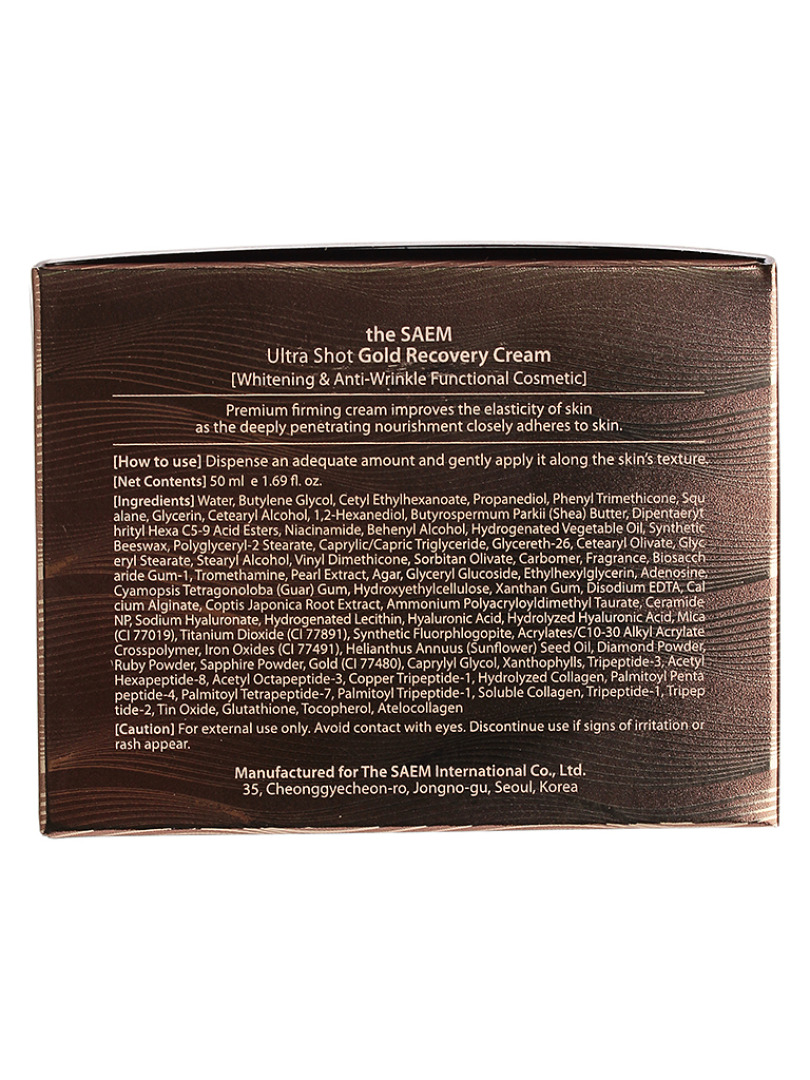 the SAEM
Ultra Shot Gold Recovery Cream
[Whitening & Anti-Wrinkle Functional Cosmetic]
Premium firming cream improves the elasticity of skin
as the deeply penetrating nourishment closely adheres to skin.
[How to use] Dispense an adequate amount and gently apply it along the skin's texture.
[Net Contents] 50 ml e 1.69 fl. oz.
[Ingredients] Water, Butylene Glycol, Cetyl Ethylhexanoate, Propanediol, Phenyl Trimethicone, Squ
alane, Glycerin, Cetearyl Alcohol, 1,2-Hexanediol, Butyrospermum Parkii (Shea) Butter, Dipentaeryt
hrityl Hexa C5-9 Acid Esters, Niacinamide, Behenyl Alcohol, Hydrogenated Vegetable Oil, Synthetic
Beeswax, Polyglyceryl-2 Stearate, Caprylic/Capric Triglyceride, Glycereth-26, Cetearyl Olivate, Glyc
eryl Stearate, Stearyl Alcohol, Vinyl Dimethicone, Sorbitan Olivate, Carbomer, Fragrance, Biosacch
aride Gum-1, Tromethamine, Pearl Extract, Agar, Glyceryl Glucoside, Ethylhexylglycerin, Adenosine,
Cyamopsis Tetragonoloba (Guar) Gum, Hydroxyethylcellulose, Xanthan Gum, Disodium EDTA, Cal
cium Alginate, Coptis Japonica Root Extract, Ammonium Polyacryloyldimethyl Taurate, Ceramide
NP, Sodium Hyaluronate, Hydrogenated Lecithin, Hyaluronic Acid, Hydrolyzed Hyaluronic Acid, Mica
(CI 77019), Titanium Dioxide (CI 77891), Synthetic Fluorphlogopite, Acrylates/C10-30 Alkyl Acrylate
Crosspolymer, Iron Oxides (CI 77491), Helianthus Annuus (Sunflower) Seed Oil, Diamond Powder,
Ruby Powder, Sapphire Powder, Gold (CI 77480), Caprylyl Glycol, Xanthophylls, Tripeptide-3, Acetyl
Hexapeptide-8, Acetyl Octapeptide-3, Copper Tripeptide-1, Hydrolyzed Collagen, Palmitoyl Penta
peptide-4, Palmitoyl Tetrapeptide-7, Palmitoyl Tripeptide-1, Soluble Collagen, Tripeptide-1, Tripep
tide-2, Tin Oxide, Glutathione, Tocopherol, Atelocollagen
[Caution] For external use only. Avoid contact with eyes. Discontinue use if signs of irritation or
rash appear.
Manufactured for The SAEM International Co., Ltd.
35, Cheonggyecheon-ro, Jongno-gu, Seoul, Korea